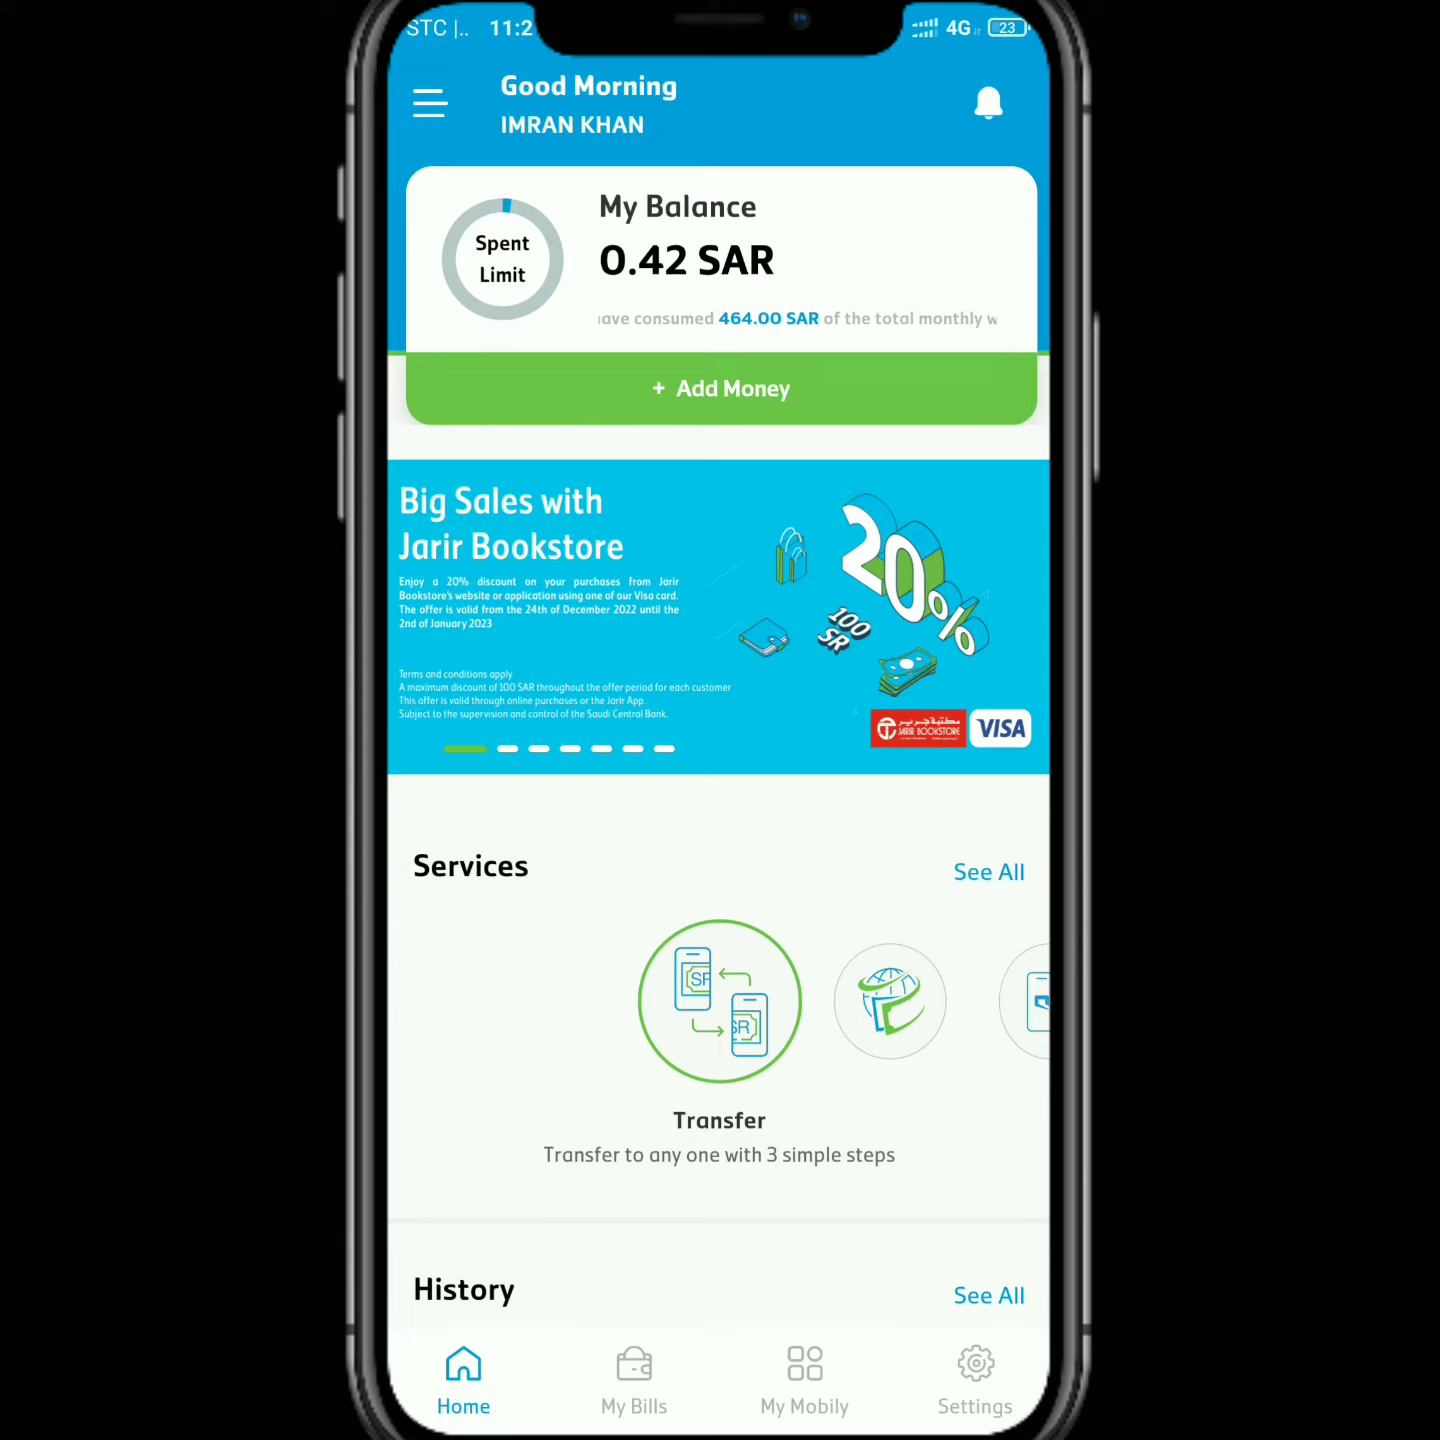 STC |.. 11:2
4G 23
Good Morning
IMRAN KHAN
Spent
Limit
My Balance
0.42 SAR
ave consumed 464.00 SAR of the total monthly w
+ Add Money
Big Sales with
Jarir Bookstore
Enjoy a 20% discount on your purchases from Jarir
Bookstore's website or application using one of our Visa card.
The offer is valid from the 24th of December 2022 until the
2nd of January 2023
20%
100
SR
Terms and conditions apply
A maximum discount of 100 SAR throughout the offer period for each customer
This offer is valid through online purchases or the Jarir App.
Subject to the supervision and control of the Saudi Central Bank.
مكتبة جرير
JARIR BOOKSTORE
VISA
Services
See All
SR
SR
Transfer
Transfer to any one with 3 simple steps
History
See All
Home
My Bills
My Mobily
Settings